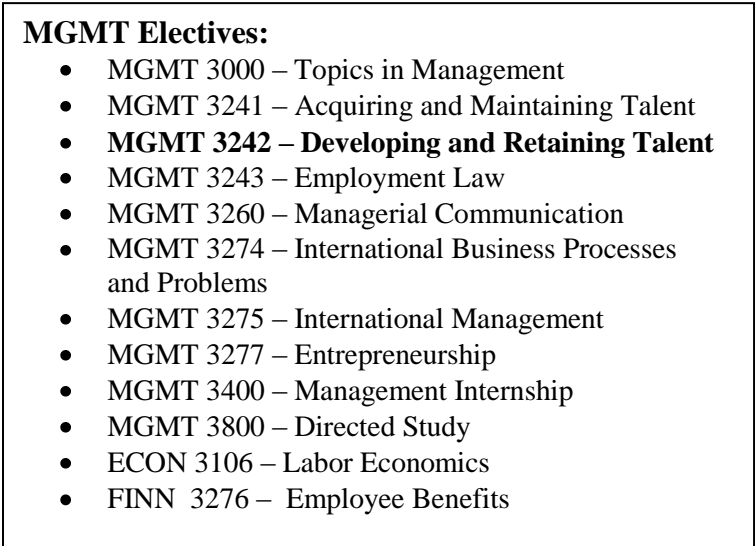 MGMT Electives:
• MGMT 3000 – Topics in Management
• MGMT 3241 – Acquiring and Maintaining Talent
• MGMT 3242 – Developing and Retaining Talent
• MGMT 3243 – Employment Law
• MGMT 3260 – Managerial Communication
• MGMT 3274 – International Business Processes
and Problems
• MGMT 3275 – International Management
• MGMT 3277 – Entrepreneurship
• MGMT 3400 – Management Internship
• MGMT 3800 – Directed Study
• ECON 3106 – Labor Economics
• FINN  3276 –  Employee Benefits